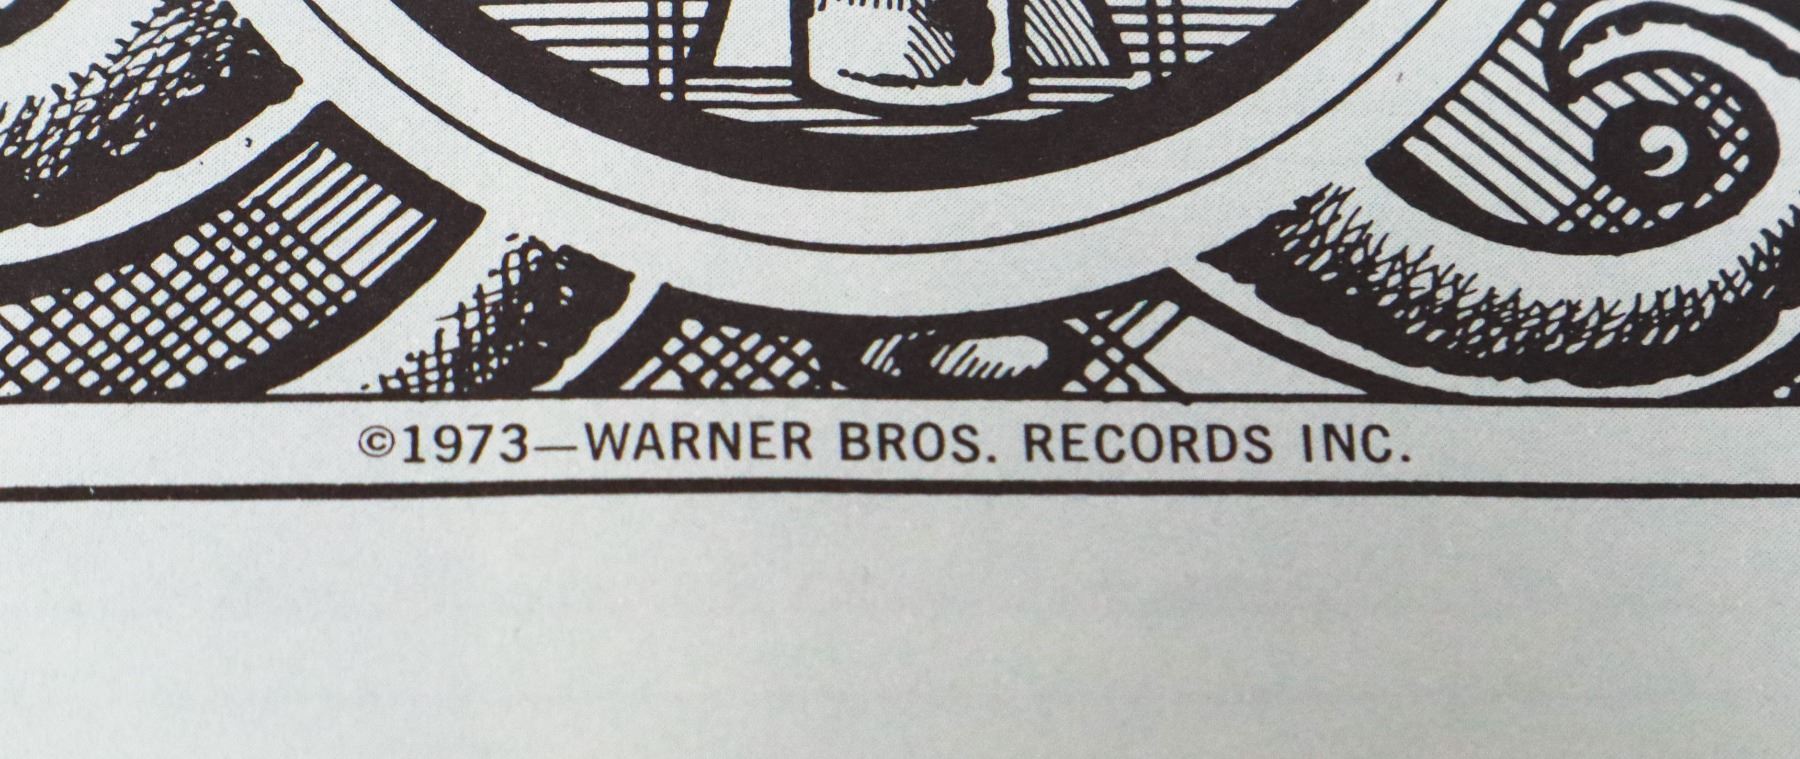 ©1973—WARNER BROS. RECORDS INC.